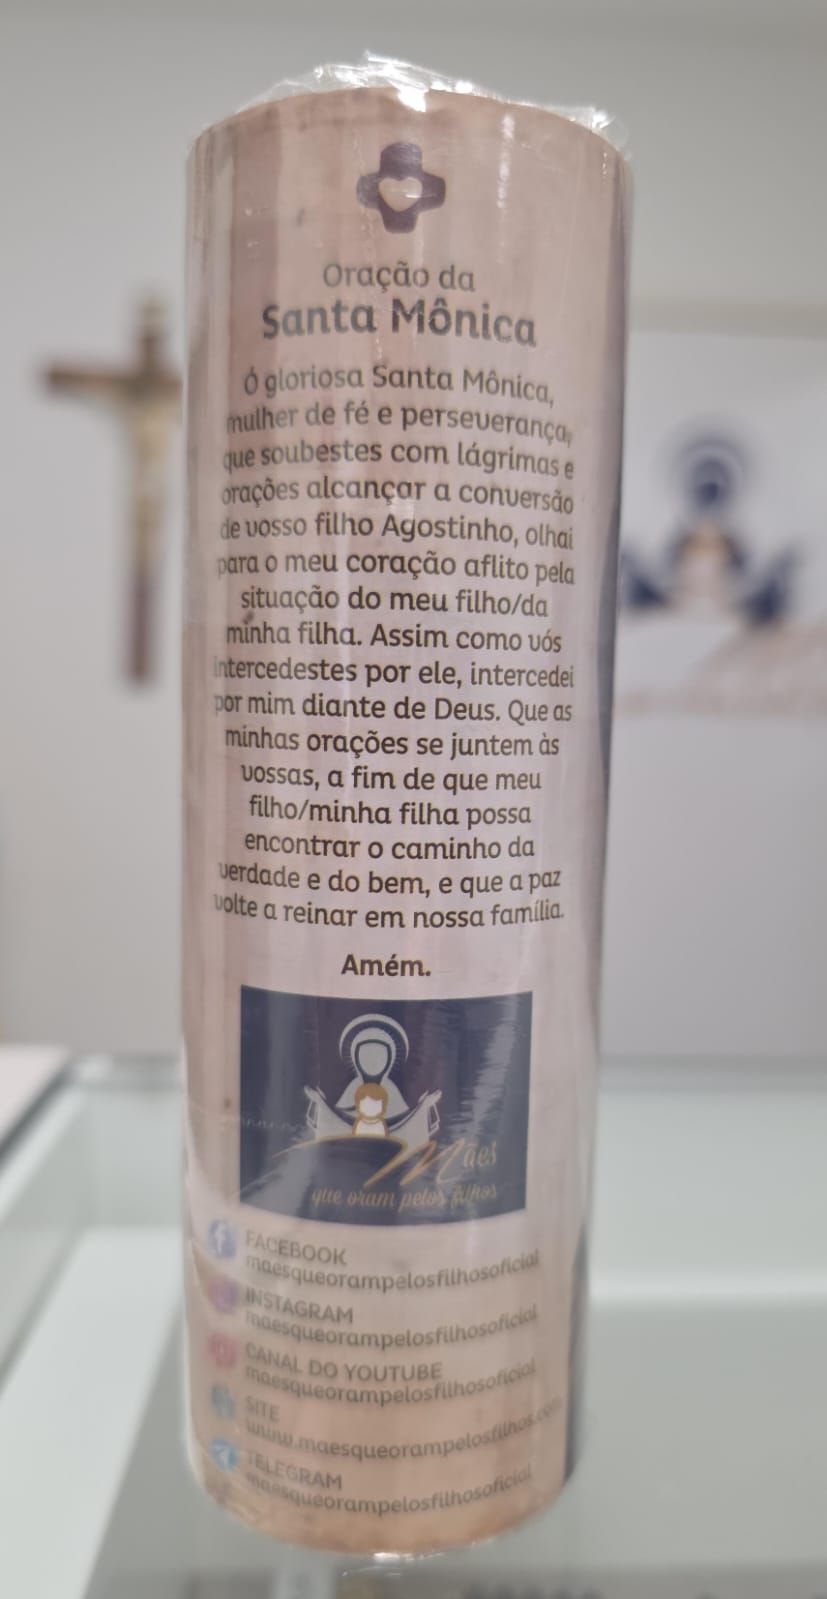 Oração da
Santa Mônica
Ó gloriosa Santa Mônica,
mulher de fé e perseverança,
que soubestes com lágrimas e
orações alcançar a conversão
de vosso filho Agostinho, olhai
para o meu coração aflito pela
situação do meu filho/da
minha filha. Assim como vós
intercedestes por ele, intercedei
por mim diante de Deus. Que as
minhas orações se juntem às
vossas, a fim de que meu
filho/minha filha possa
encontrar o caminho da
verdade e do bem, e que a paz
volte a reinar em nossa família.
Amém.
Mães
que oram pelos filhos
FACEBOOK
maesqueorampelosfilhosoficial
INSTAGRAM
maesqueorampelosfilhosoficial
CANAL DO YOUTUBE
maesqueorampelosfilhosoficial
SITE
www.maesqueorampelosfilhos.com
TELEGRAM
maesqueorampelosfilhosoficial